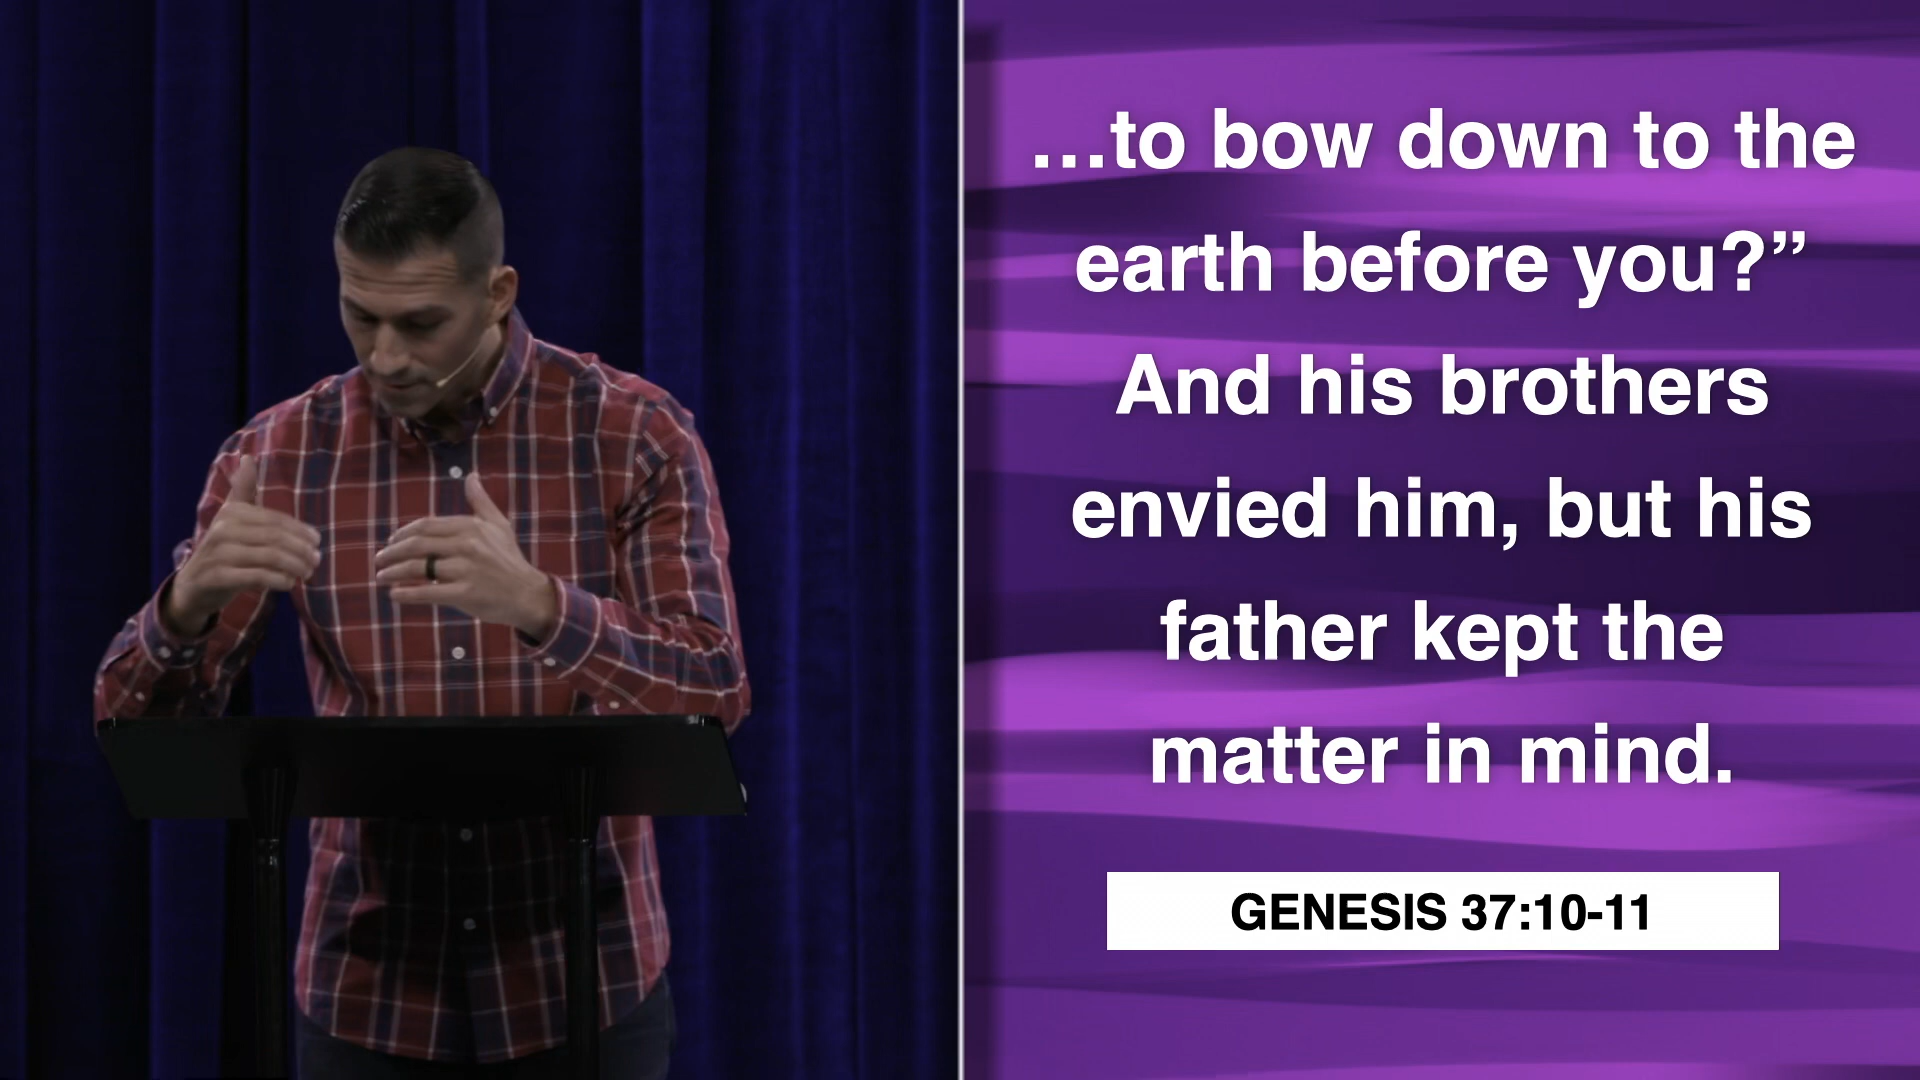 …to bow down to the
earth before you?”
And his brothers
envied him, but his
father kept the
matter in mind.
GENESIS 37:10-11